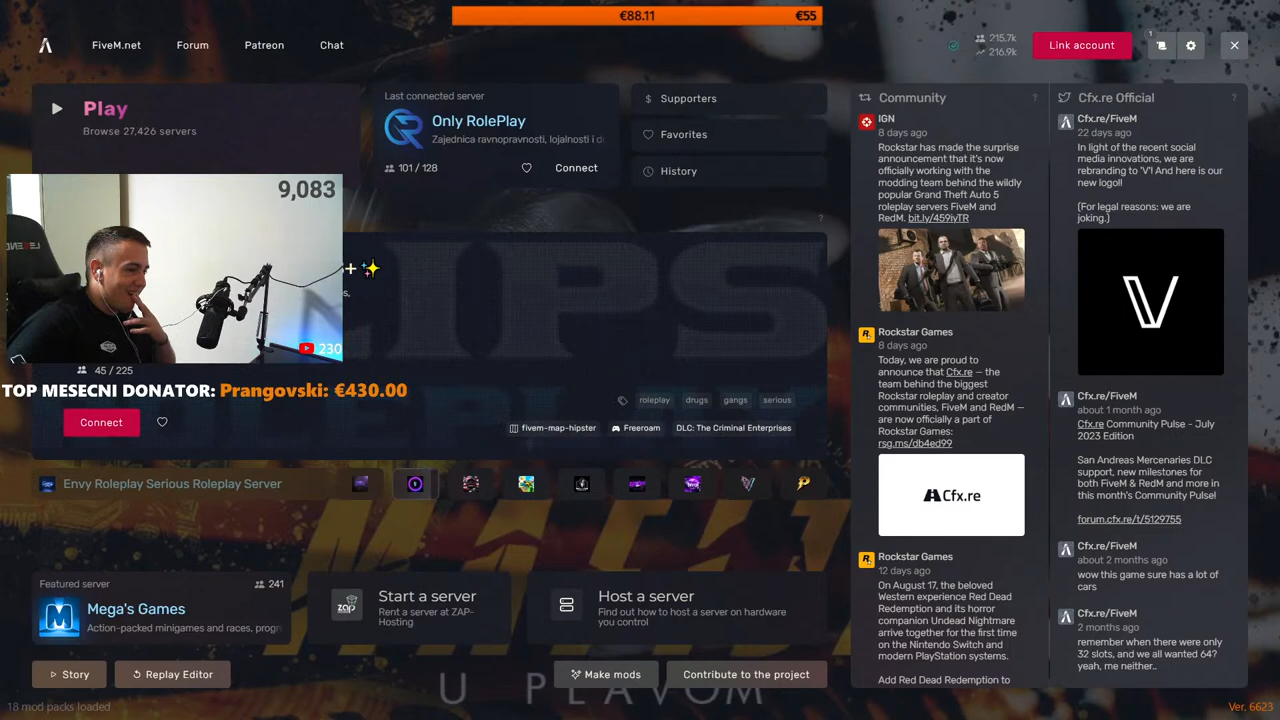 €88.11
€55
FiveM.net
Forum
Patreon
Chat
215.7k
216.9k
Link account
1
Play
Browse 27,426 servers
Last connected server
Only RolePlay
Zajednica ravnopravnosti, lojalnosti i d
101 / 128
Connect
$ Supporters
Favorites
History
?
9,083
230
45 / 225
TOP MESECNI DONATOR: Prangovski: €430.00
Connect
roleplay
drugs
gangs
serious
fivem-map-hipster
Freeroam
DLC: The Criminal Enterprises
Envy Roleplay Serious Roleplay Server
Featured server
241
Mega's Games
Action-packed minigames and races, progr
ZAP
Start a server
Rent a server at ZAP-
Hosting
Host a server
Find out how to host a server on hardware
you control
Story
Replay Editor
Make mods
Contribute to the project
U PLAVOM
18 mod packs loaded
Community
?
IGN
8 days ago
Rockstar has made the surprise
announcement that it's now
officially working with the
modding team behind the wildly
popular Grand Theft Auto 5
roleplay servers FiveM and
RedM. bit.ly/459iyTR
Rockstar Games
8 days ago
Today, we are proud to
announce that Cfx.re — the
team behind the biggest
Rockstar roleplay and creator
communities, FiveM and RedM —
are now officially a part of
Rockstar Games:
rsg.ms/db4ed99
Cfx.re
Rockstar Games
12 days ago
On August 17, the beloved
Western experience Red Dead
Redemption and its horror
companion Undead Nightmare
arrive together for the first time
on the Nintendo Switch and
modern PlayStation systems.
Add Red Dead Redemption to
Cfx.re Official
?
Cfx.re/FiveM
22 days ago
In light of the recent social
media innovations, we are
rebranding to 'V'! And here is our
new logo!!
(For legal reasons: we are
joking.)
V
Cfx.re/FiveM
about 1 month ago
Cfx.re Community Pulse - July
2023 Edition
San Andreas Mercenaries DLC
support, new milestones for
both FiveM & RedM and more in
this month's Community Pulse!
forum.cfx.re/t/5129755
Cfx.re/FiveM
about 2 months ago
wow this game sure has a lot of
cars
Cfx.re/FiveM
2 months ago
remember when there were only
32 slots, and we all wanted 64?
yeah, me neither..
Ver. 6623